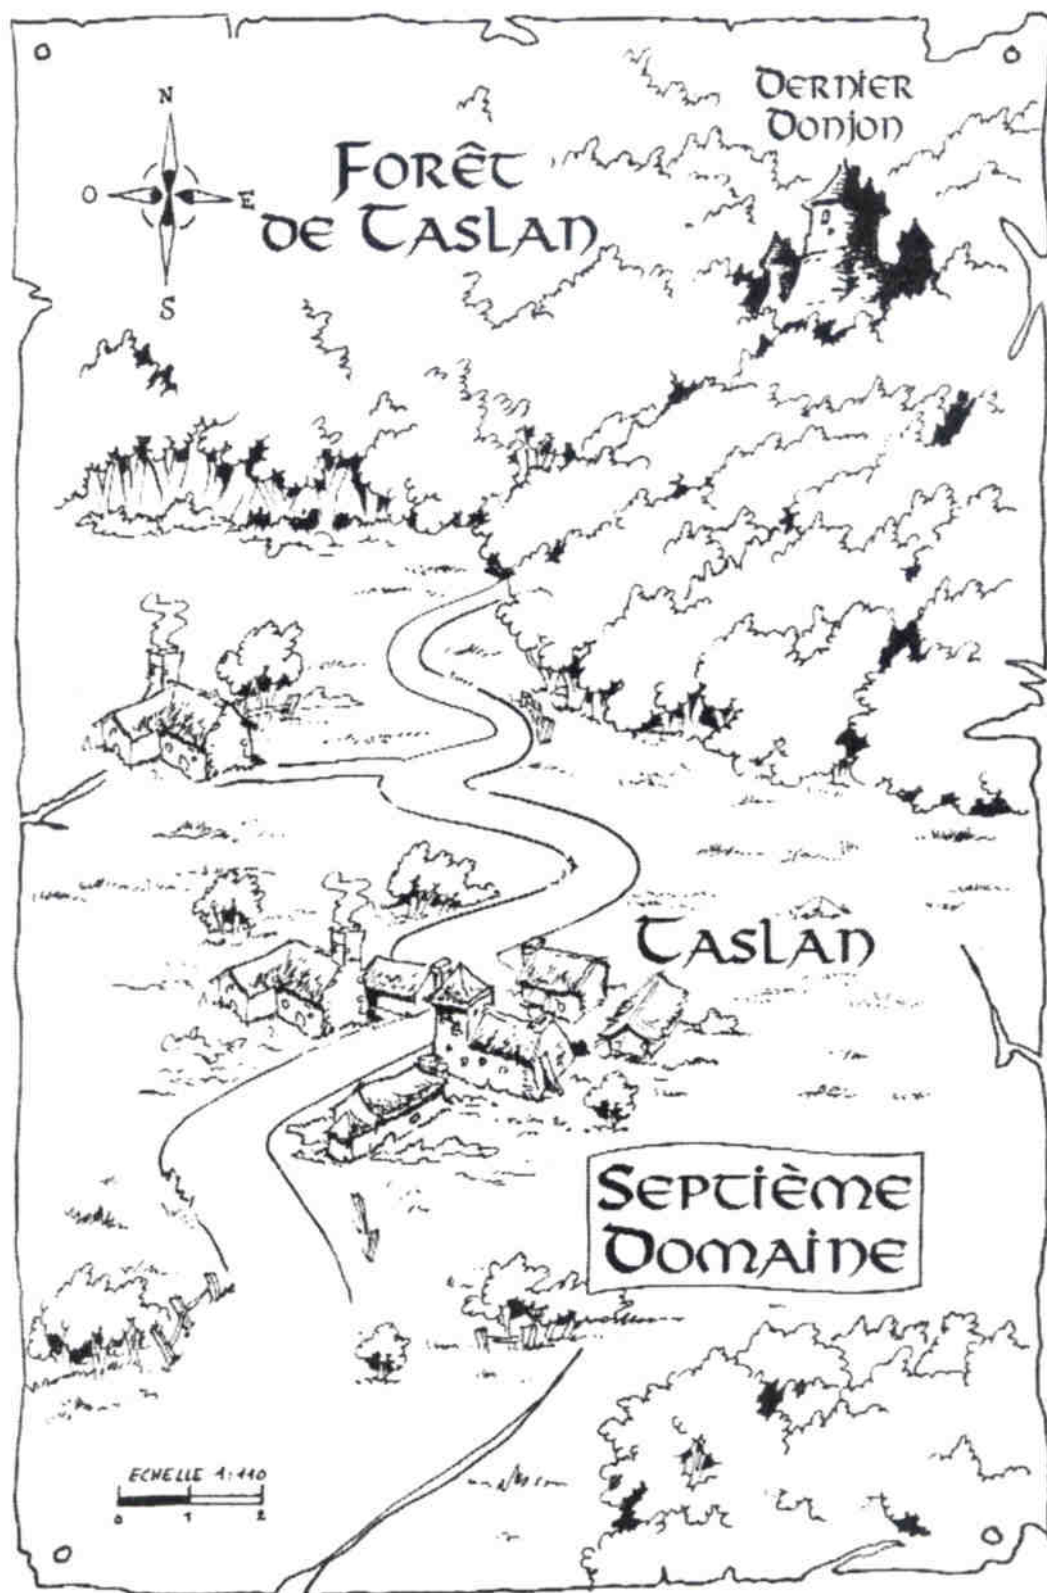 DERNIER
DONJON
N
FORÊT
O
E
DE TASLAN
S
TASLAN
SEPTIÈME
DOMAINE
ECHELLE 1:110
0 1 2